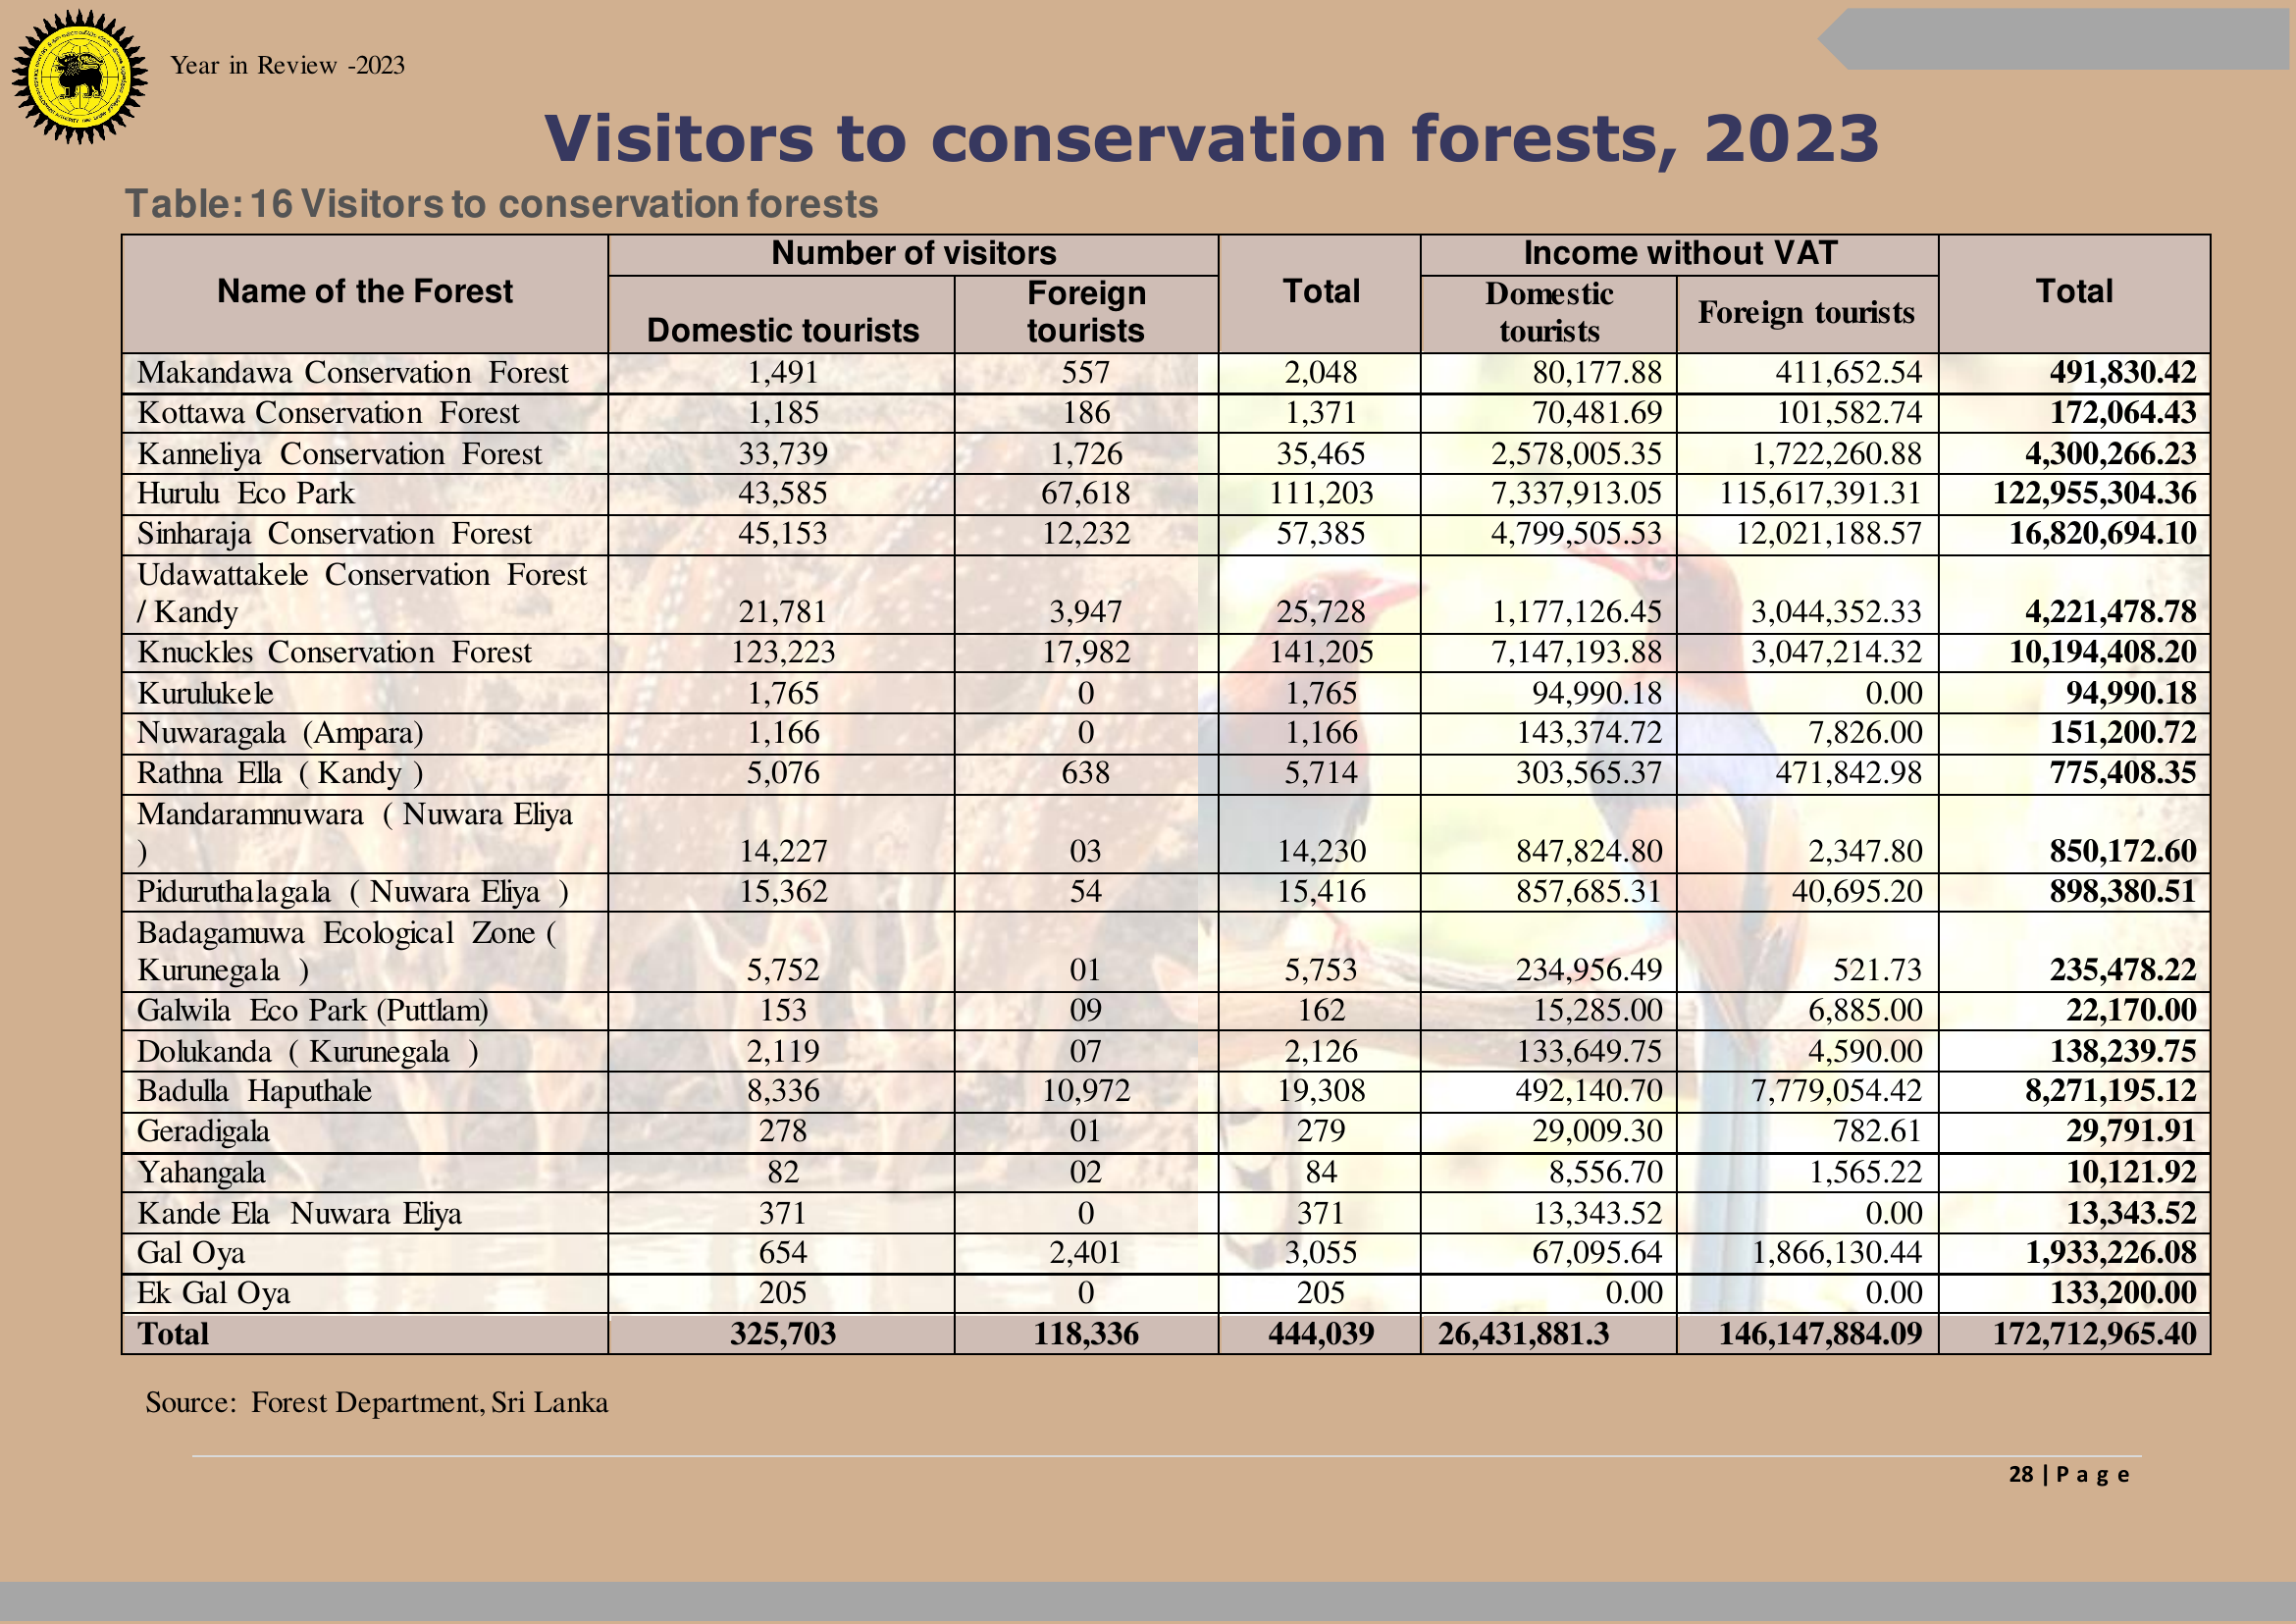 Year in Review -2023
Visitors to conservation forests, 2023
Table: 16 Visitors to conservation forests
Name of the Forest Number of visitors Total Income without VAT Total
Domestic tourists Foreign tourists Domestic tourists Foreign tourists
Makandawa Conservation Forest 1,491 557 2,048 80,177.88 411,652.54 491,830.42
Kottawa Conservation Forest 1,185 186 1,371 70,481.69 101,582.74 172,064.43
Kanneliya Conservation Forest 33,739 1,726 35,465 2,578,005.35 1,722,260.88 4,300,266.23
Hurulu Eco Park 43,585 67,618 111,203 7,337,913.05 115,617,391.31 122,955,304.36
Sinharaja Conservation Forest 45,153 12,232 57,385 4,799,505.53 12,021,188.57 16,820,694.10
Udawattakele Conservation Forest
/ Kandy 21,781 3,947 25,728 1,177,126.45 3,044,352.33 4,221,478.78
Knuckles Conservation Forest 123,223 17,982 141,205 7,147,193.88 3,047,214.32 10,194,408.20
Kurulukele 1,765 0 1,765 94,990.18 0.00 94,990.18
Nuwaragala (Ampara) 1,166 0 1,166 143,374.72 7,826.00 151,200.72
Rathna Ella ( Kandy ) 5,076 638 5,714 303,565.37 471,842.98 775,408.35
Mandaramnuwara ( Nuwara Eliya
) 14,227 03 14,230 847,824.80 2,347.80 850,172.60
Piduruthalagala ( Nuwara Eliya ) 15,362 54 15,416 857,685.31 40,695.20 898,380.51
Badagamuwa Ecological Zone (
Kurunegala ) 5,752 01 5,753 234,956.49 521.73 235,478.22
Galwila Eco Park (Puttlam) 153 09 162 15,285.00 6,885.00 22,170.00
Dolukanda ( Kurunegala ) 2,119 07 2,126 133,649.75 4,590.00 138,239.75
Badulla Haputhale 8,336 10,972 19,308 492,140.70 7,779,054.42 8,271,195.12
Geradigala 278 01 279 29,009.30 782.61 29,791.91
Yahangala 82 02 84 8,556.70 1,565.22 10,121.92
Kande Ela Nuwara Eliya 371 0 371 13,343.52 0.00 13,343.52
Gal Oya 654 2,401 3,055 67,095.64 1,866,130.44 1,933,226.08
Ek Gal Oya 205 0 205 0.00 0.00 133,200.00
Total 325,703 118,336 444,039 26,431,881.3 146,147,884.09 172,712,965.40
Source: Forest Department, Sri Lanka
28 | P a g e